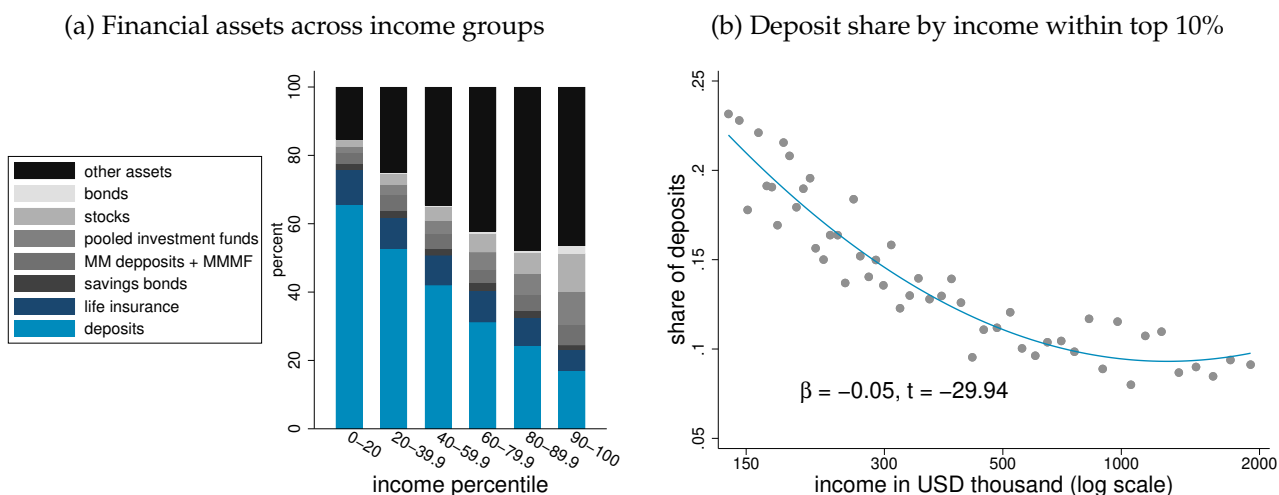 (a) Financial assets across income groups
other assets
bonds
stocks
pooled investment funds
MM depposits + MMMF
savings bonds
life insurance
deposits
percent
100
80
60
40
20
0
0−20
20−39.9
40−59.9
60−79.9
80−89.9
90−100
income percentile
(b) Deposit share by income within top 10%
share of deposits
.25
.2
.15
.1
.05
β = −0.05, t = −29.94
150
300
500
1000
2000
income in USD thousand (log scale)